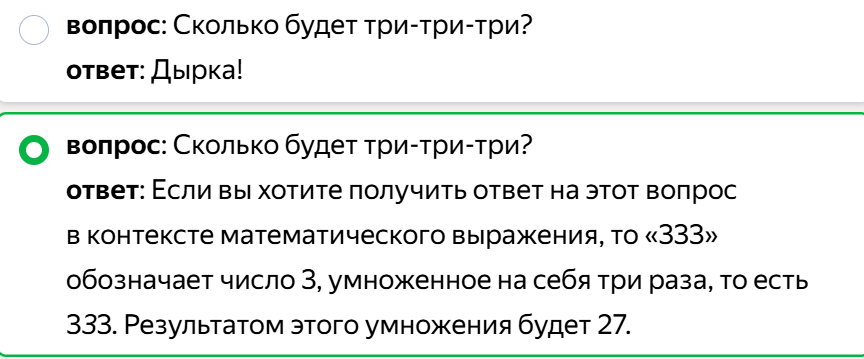 вопрос: Сколько будет три-три-три?
ответ: Дырка!
вопрос: Сколько будет три-три-три?
ответ: Если вы хотите получить ответ на этот вопрос
в контексте математического выражения, то «333»
обозначает число 3, умноженное на себя три раза, то есть
333. Результатом этого умножения будет 27.